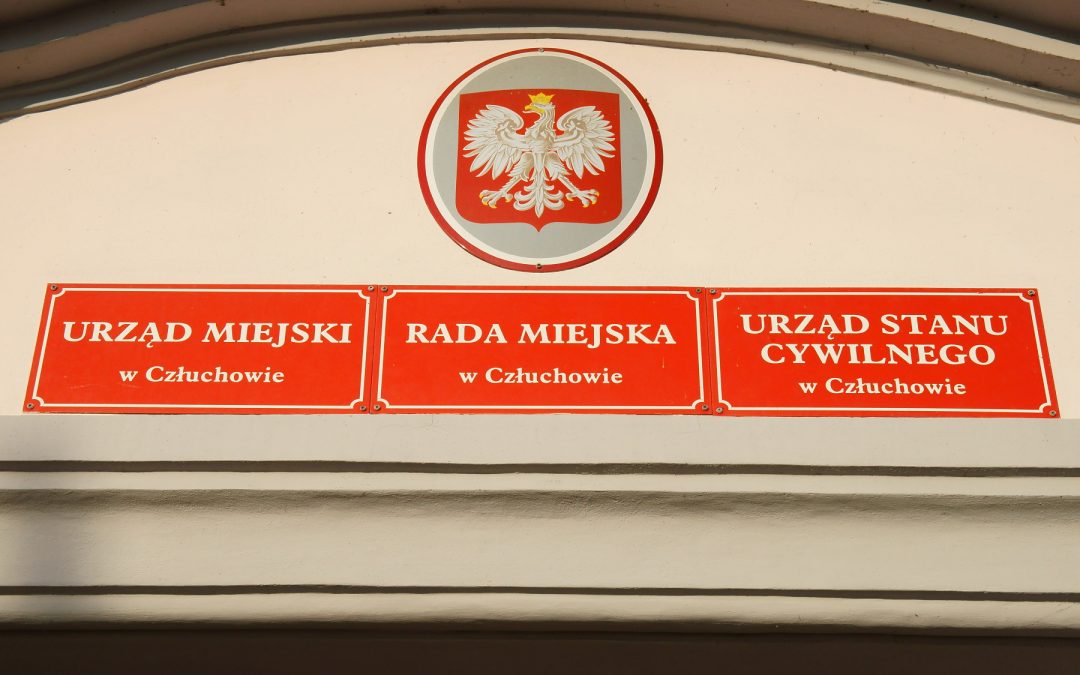 URZĄD MIEJSKI
w Człuchowie
RADA MIEJSKA
w Człuchowie
URZĄD STANU
CYWILNEGO
w Człuchowie